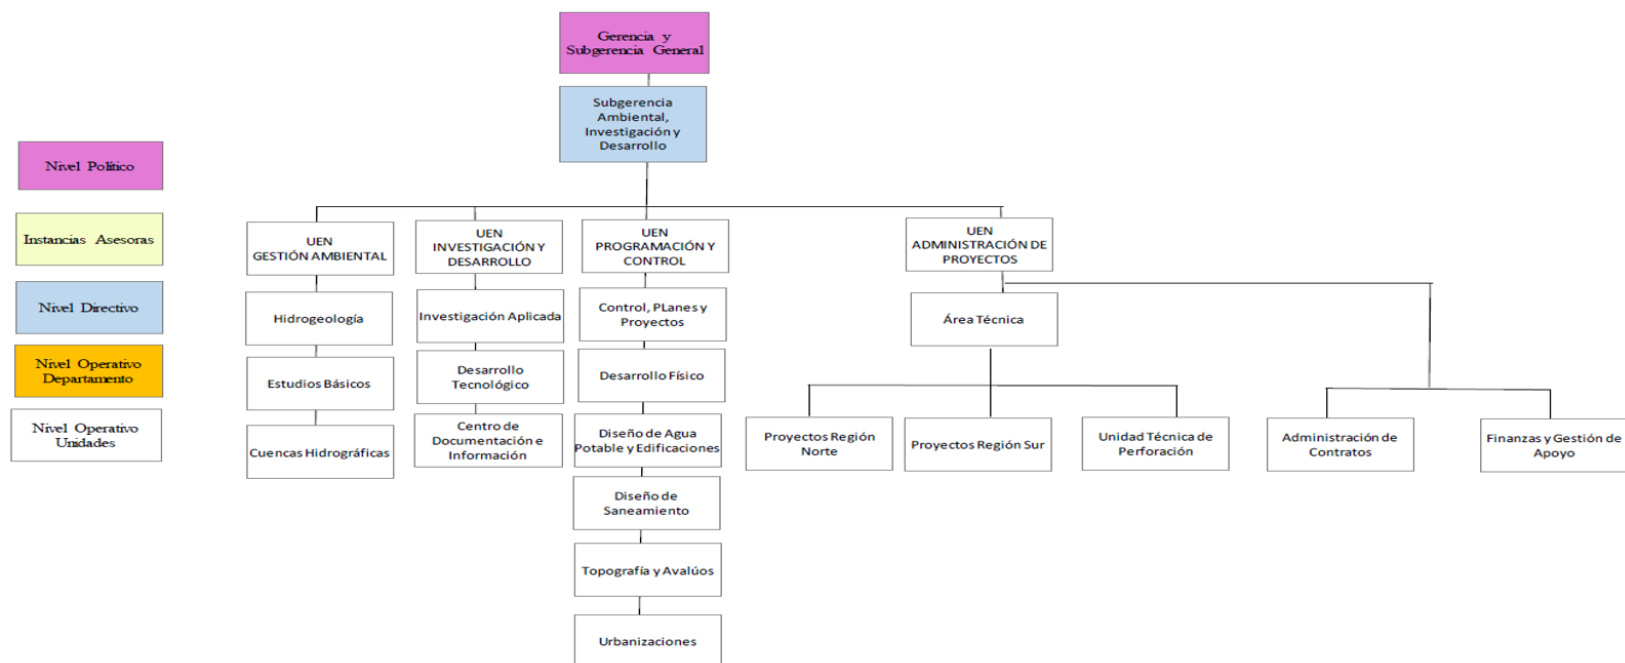 Gerencia y
Subgerencia General
Subgerencia
Ambiental,
Investigación y
Desarrollo
Nivel Político
Instancias Asesoras
Nivel Directivo
Nivel Operativo
Departamento
Nivel Operativo
Unidades
UEN
GESTIÓN AMBIENTAL
Hidrogeología
Estudios Básicos
Cuencas Hidrográficas
UEN
INVESTIGACIÓN Y
DESARROLLO
Investigación Aplicada
Desarrollo
Tecnológico
Centro de
Documentación e
Información
UEN
PROGRAMACIÓN Y
CONTROL
Control, PLanes y
Proyectos
Desarrollo Físico
Diseño de Agua
Potable y Edificaciones
Diseño de
Saneamiento
Topografía y Avalúos
Urbanizaciones
UEN
ADMINISTRACIÓN DE
PROYECTOS
Área Técnica
Proyectos Región
Norte
Proyectos Región Sur
Unidad Técnica de
Perforación
Administración de
Contratos
Finanzas y Gestión de
Apoyo